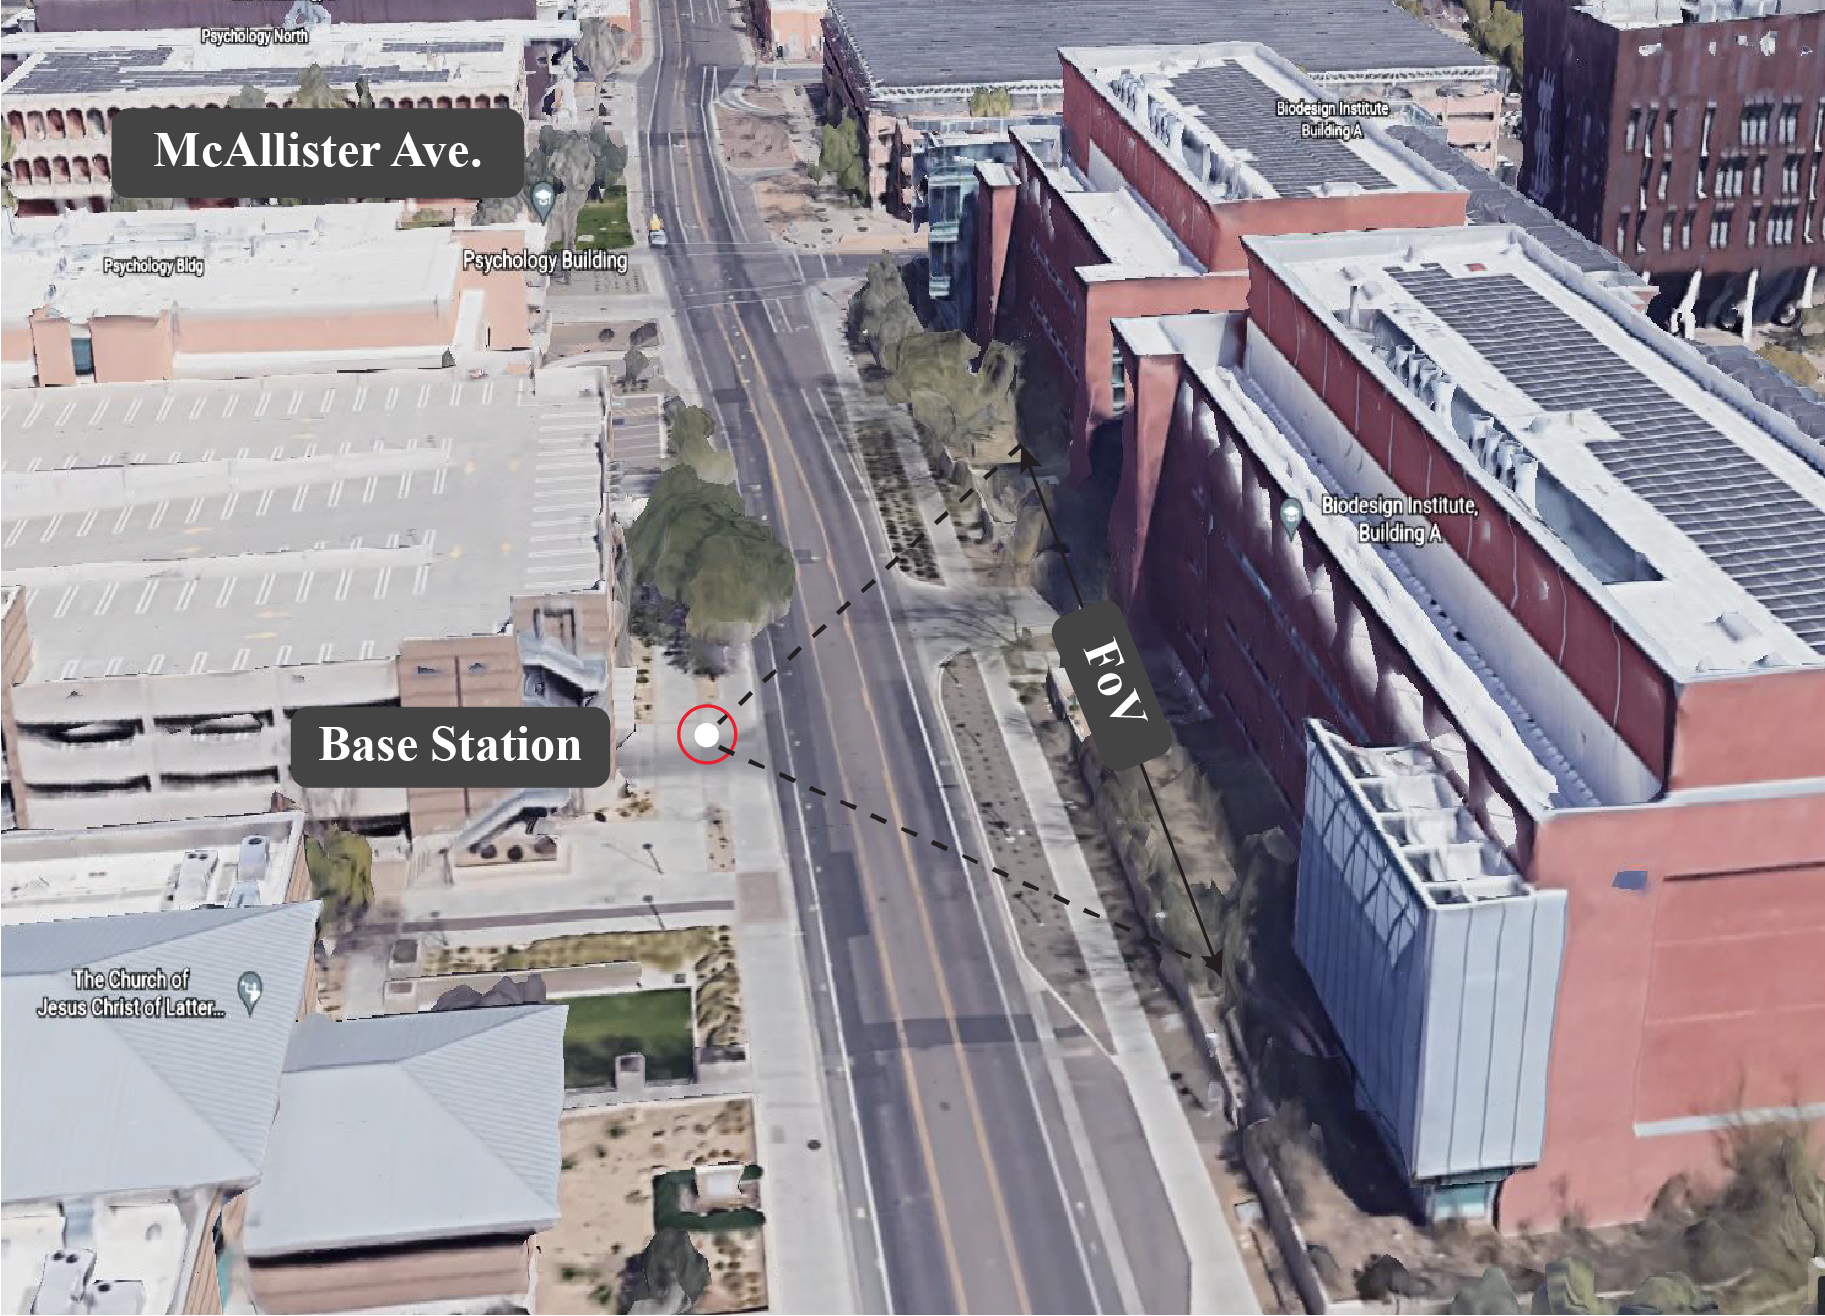 Psychology North
McAllister Ave.
Biodesign Institute
Building A
Psychology Building
Psychology Bldg
Biodesign Institute,
Building A
FoV
Base Station
The Church of
Jesus Christ of Latter...